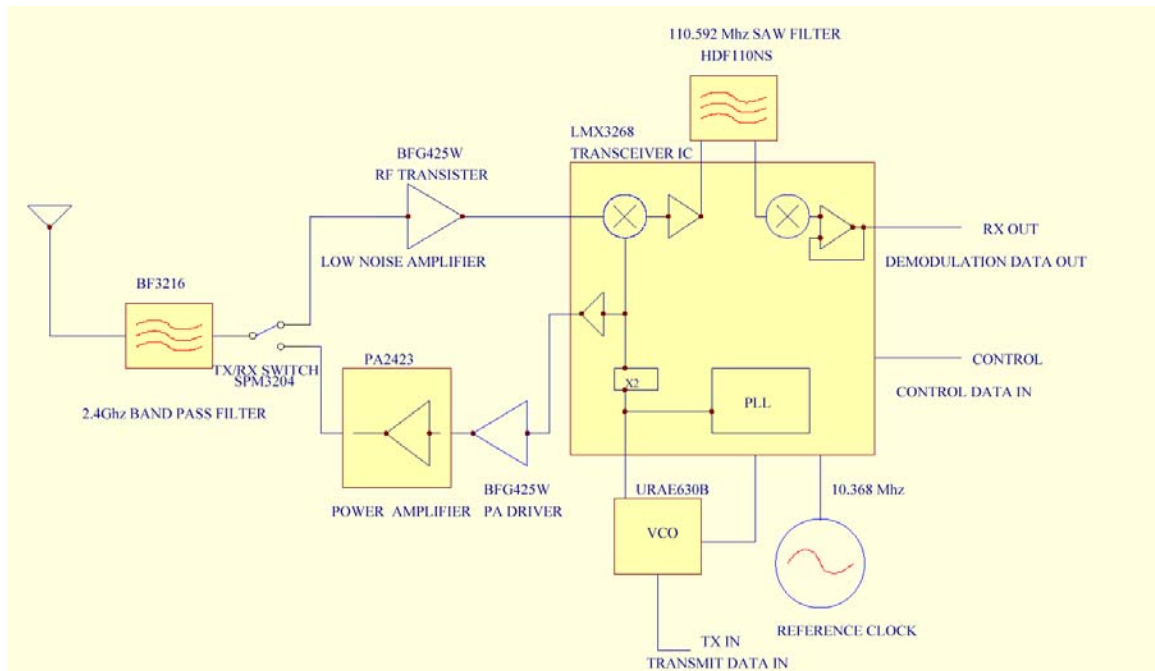 110.592 Mhz SAW FILTER
HDF110NS
LMX3268
TRANSCEIVER IC
BFG425W
RF TRANSISTER
LOW NOISE AMPLIFIER
RX OUT
DEMODULATION DATA OUT
BF3216
TX/RX SWITCH
SPM3204
2.4Ghz BAND PASS FILTER
PA2423
X2
PLL
CONTROL
CONTROL DATA IN
POWER AMPLIFIER
BFG425W
PA DRIVER
URAE630B
VCO
10.368 Mhz
REFERENCE CLOCK
TX IN
TRANSMIT DATA IN